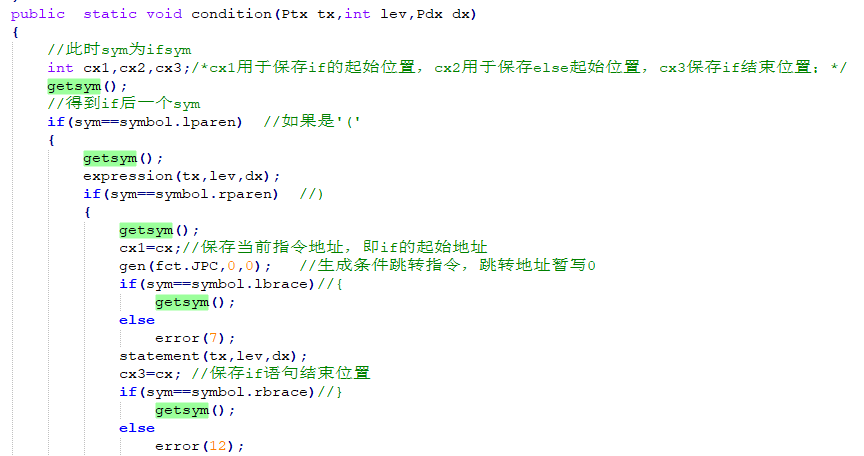 public  static void condition(Ptx tx,int lev,Pdx dx)
{
//此时sym为ifsym
int cx1,cx2,cx3;/*cx1用于保存if的起始位置，cx2用于保存else起始位置，cx3保存if结束位置；*/
getsym();
//得到if后一个sym
if(sym==symbol.lparen)  //如果是'('
{
getsym();
expression(tx,lev,dx);
if(sym==symbol.rparen)  //)
{
getsym();
cx1=cx;//保存当前指令地址，即if的起始地址
gen(fct.JPC,0,0);   //生成条件跳转指令，跳转地址暂写0
if(sym==symbol.lbrace)//{
getsym();
else
error(7);
statement(tx,lev,dx);
cx3=cx; //保存if语句结束位置
if(sym==symbol.rbrace)//}
getsym();
else
error(12);